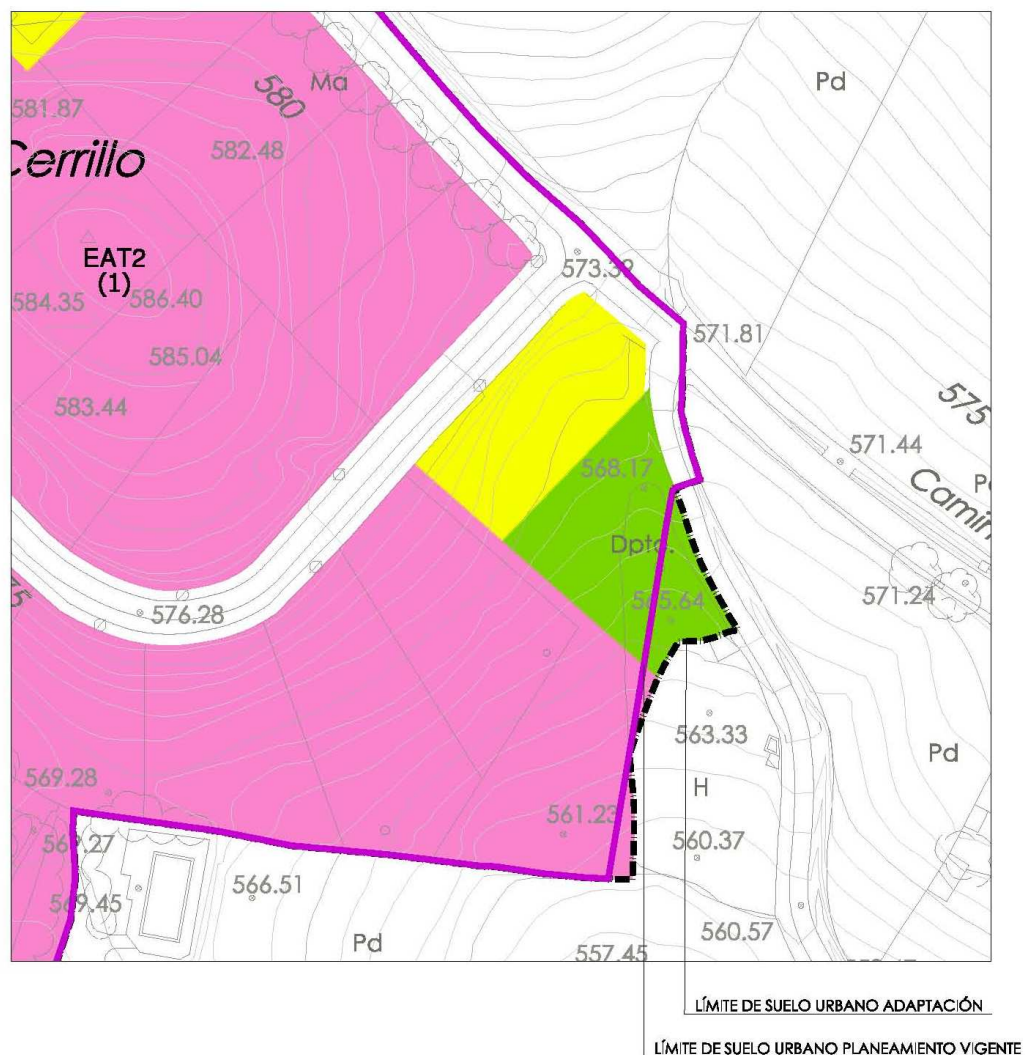 Ma
580
Pd
581.87
582.48
Cerrillo
EAT2
(1)
573.39
584.35
586.40
571.81
585.04
583.44
575
571.44
568.17
Dpto.
565.64
571.24
576.28
563.33
Pd
569.28
H
561.23
560.37
566.51
569.45
560.57
Pd
557.45
LÍMITE DE SUELO URBANO ADAPTACIÓN
LÍMITE DE SUELO URBANO PLANEAMIENTO VIGENTE